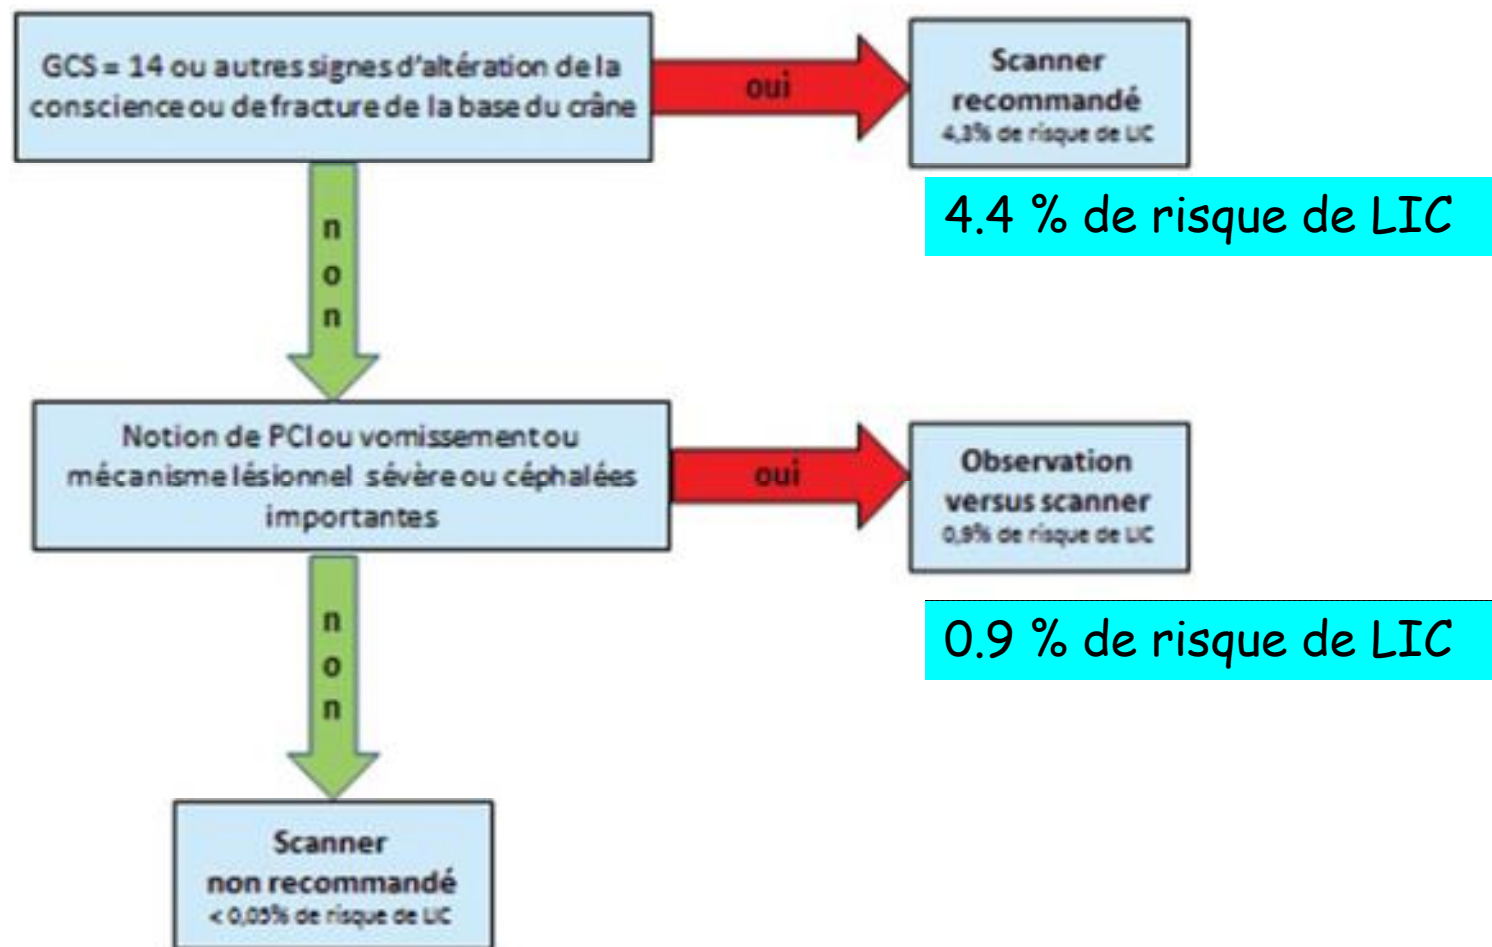 GCS = 14 ou autres signes d'altération de la
conscience ou de fracture de la base du crâne
oui
Scanner
recommandé
4,3% de risque de LIC
4.4 % de risque de LIC
n
o
n
Notion de PCI ou vomissement ou
mécanisme lésionnel sévère ou céphalées
importantes
oui
Observation
versus scanner
0,9% de risque de LIC
0.9 % de risque de LIC
n
o
n
Scanner
non recommandé
< 0,05% de risque de LIC